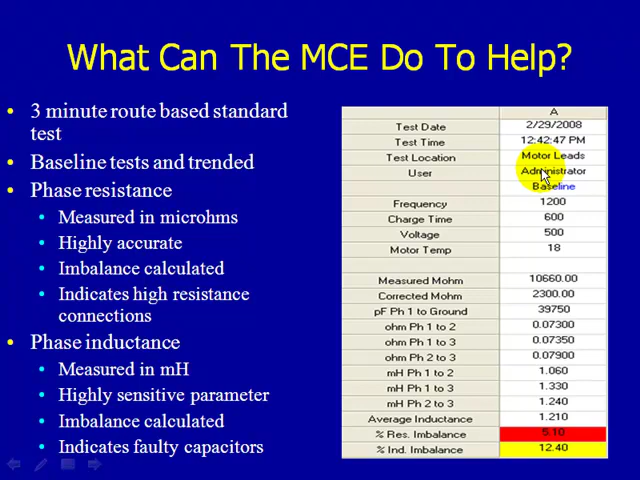 What Can The MCE Do To Help?
3 minute route based standard
test
Baseline tests and trended
Phase resistance
Measured in microhms
Highly accurate
Imbalance calculated
Indicates high resistance
connections
Phase inductance
Measured in mH
Highly sensitive parameter
Imbalance calculated
Indicates faulty capacitors
A
Test Date 2/29/2008
Test Time 12:42:47 PM
Test Location Motor Leads
User Administrator
Baseline
Frequency 1200
Charge Time 600
Voltage 500
Motor Temp 18
Measured Mohm 10660.00
Corrected Mohm 2300.00
pF Ph 1 to Ground 39750
ohm Ph 1 to 2 0.07300
ohm Ph 1 to 3 0.07350
ohm Ph 2 to 3 0.07900
mH Ph 1 to 2 1.060
mH Ph 1 to 3 1.330
mH Ph 2 to 3 1.240
Average Inductance 1.210
% Res. Imbalance 5.10
% Ind. Imbalance 12.40